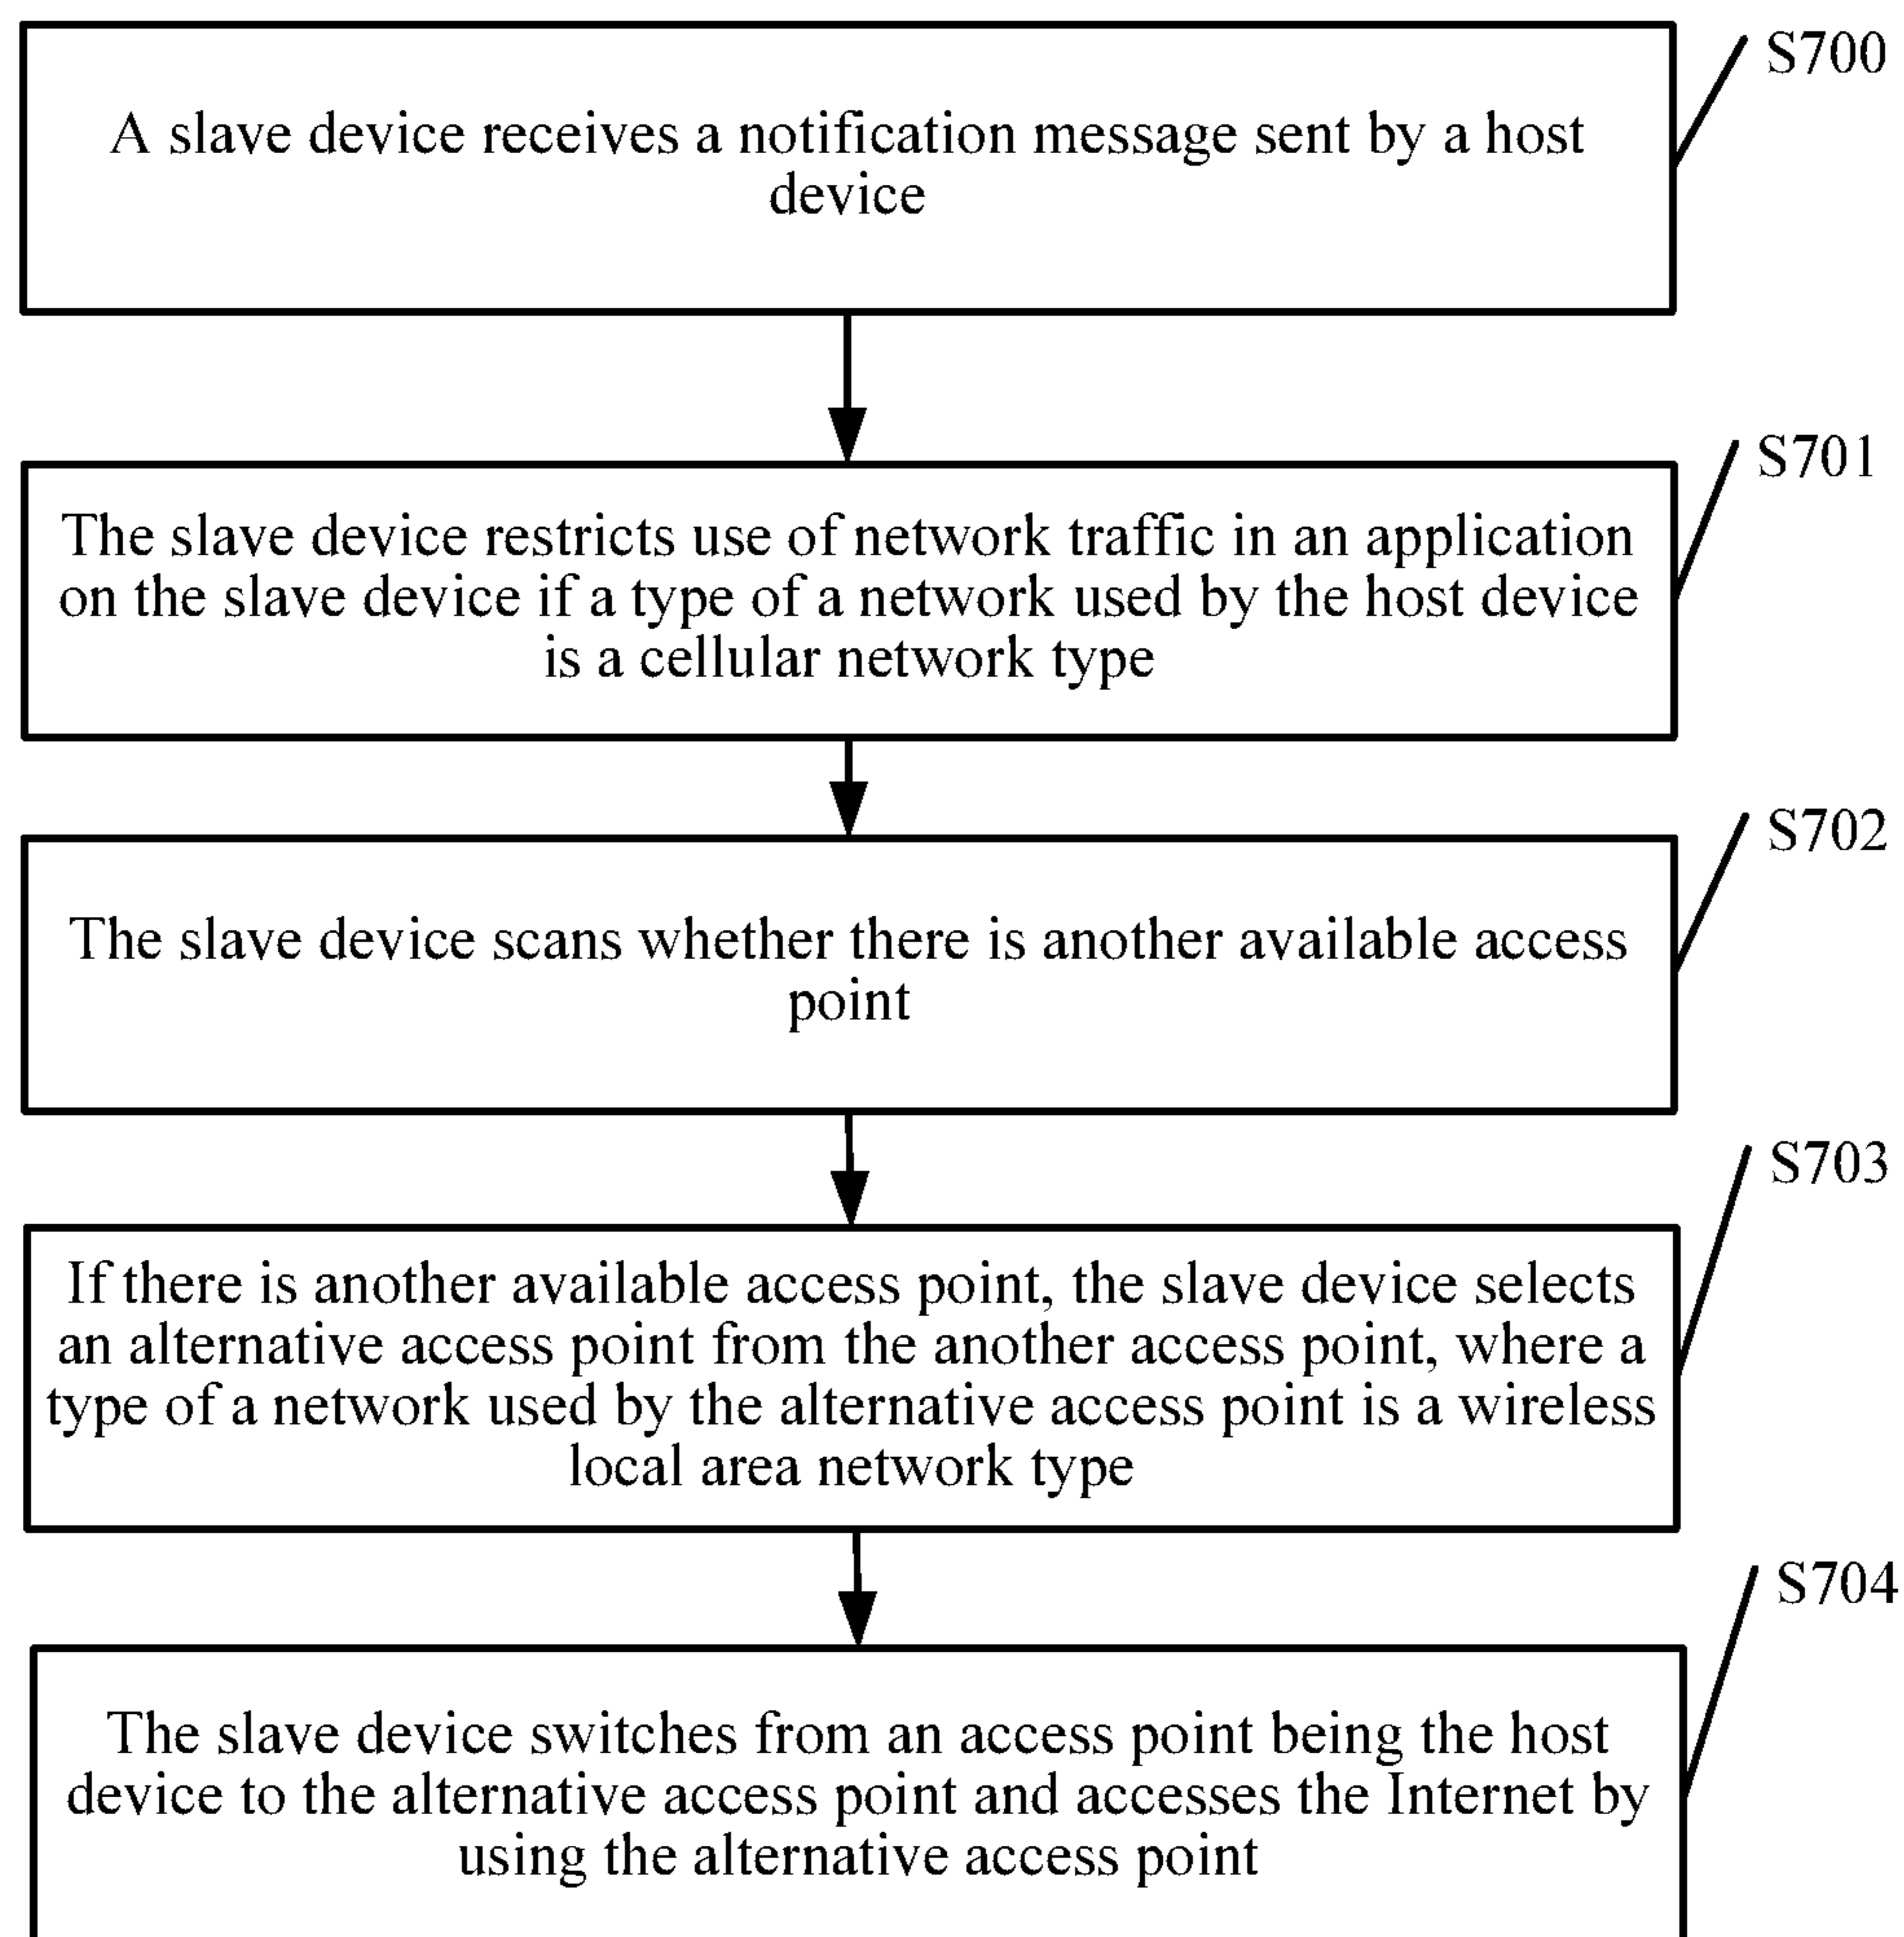 S700
A slave device receives a notification message sent by a host
device
S701
The slave device restricts use of network traffic in an application
on the slave device if a type of a network used by the host device
is a cellular network type
S702
The slave device scans whether there is another available access
point
S703
If there is another available access point, the slave device selects
an alternative access point from the another access point, where a
type of a network used by the alternative access point is a wireless
local area network type
S704
The slave device switches from an access point being the host
device to the alternative access point and accesses the Internet by
using the alternative access point